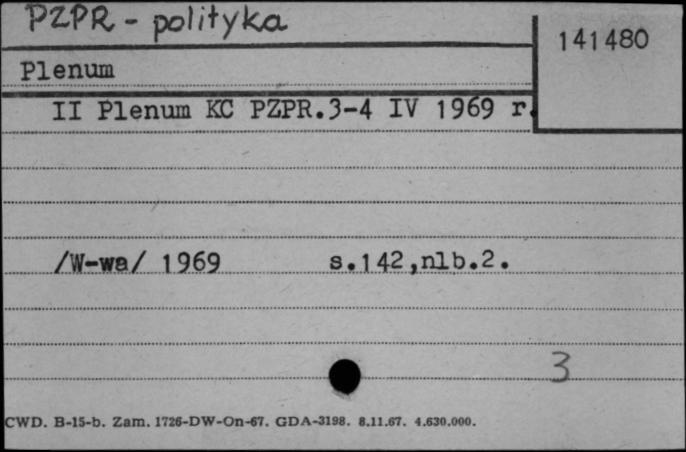 PZPR - polityka
141480
Plenum
II Plenum KC PZPR.3-4 IV 1969 r.
/W-wa/ 1969 s.142,nlb.2.
3
CWD. B-15-b. Zam. 1726-DW-On-67. GDA-3198. 8.11.67. 4.630.000.